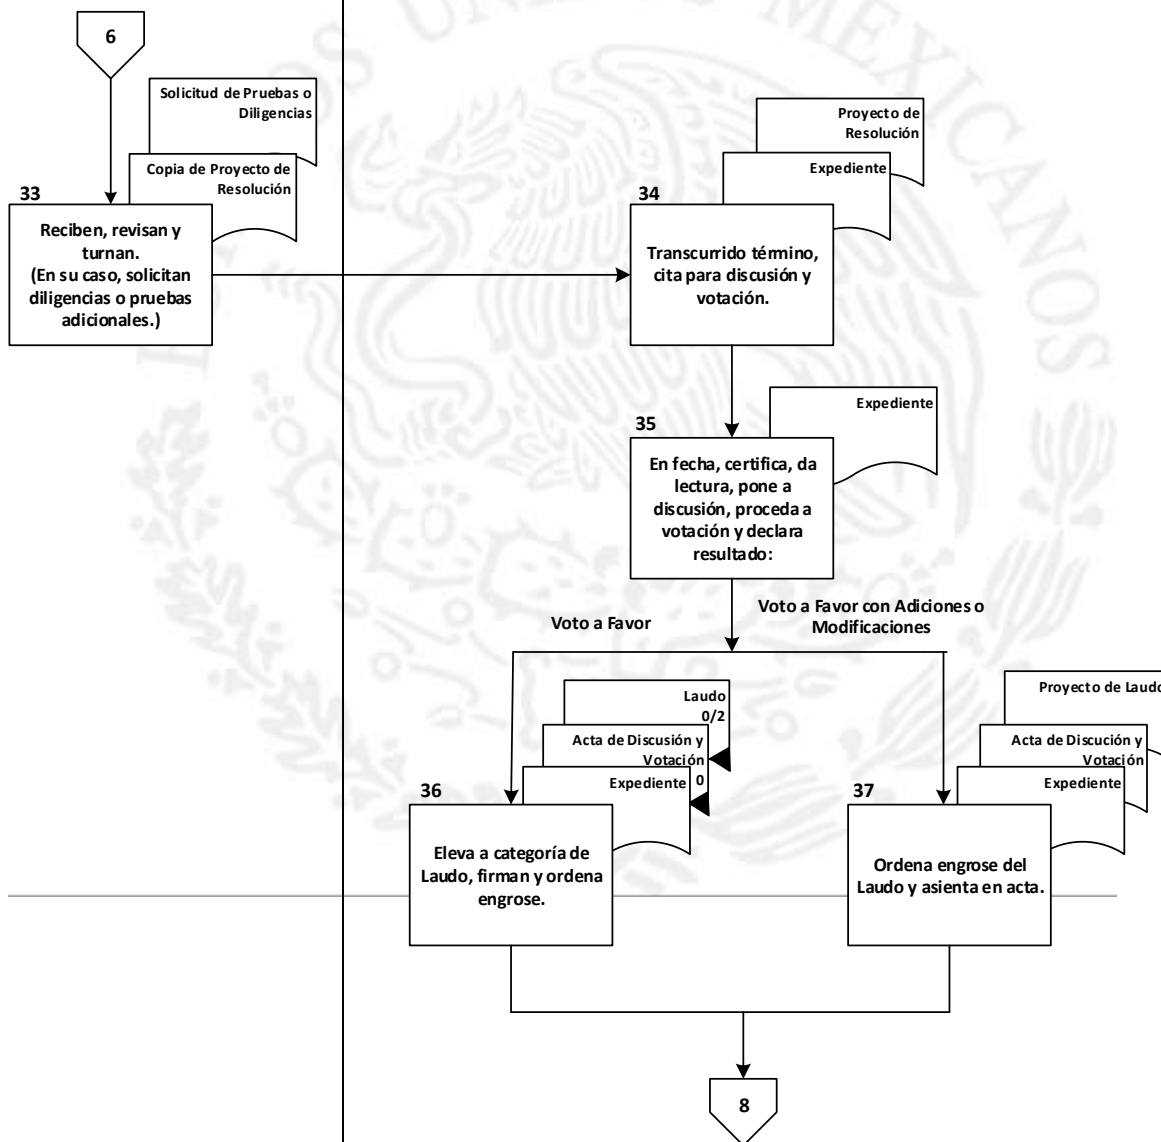 6
Solicitud de Pruebas o
Diligencias
Copia de Proyecto de
Resolución
33
Reciben, revisan y
turnan.
(En su caso, solicitan
diligencias o pruebas
adicionales.)
Proyecto de
Resolución
Expediente
34
Transcurrido término,
cita para discusión y
votación.
Expediente
35
En fecha, certifica, da
lectura, pone a
discusión, proceda a
votación y declara
resultado:
Voto a Favor
Voto a Favor con Adiciones o
Modificaciones
Laudo
0/2
Acta de Discusión y
Votación
0
Expediente
36
Eleva a categoría de
Laudo, firman y ordena
engrose.
Proyecto de Laudo
Acta de Discución y
Votación
Expediente
37
Ordena engrose del
Laudo y asienta en acta.
8
UNIDOS MEXICANOS